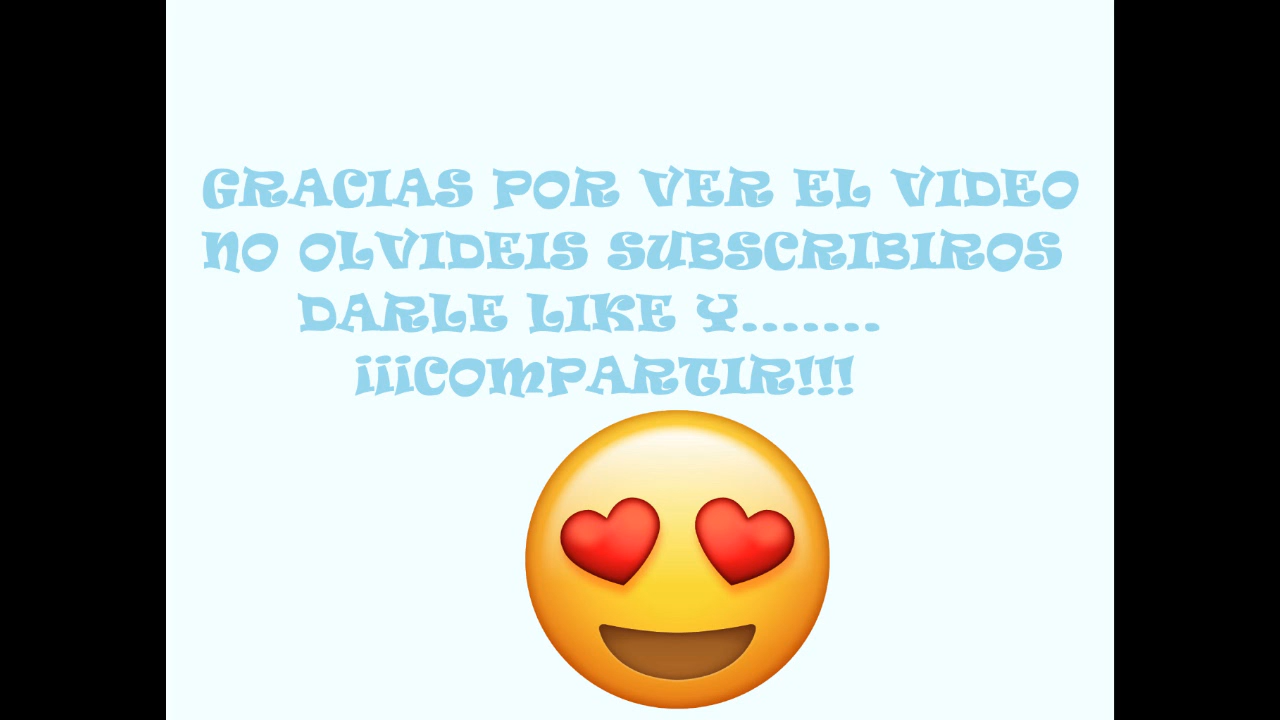 GRACIAS POR VER EL VIDEO
NO OLVIDEIS SUBSCRIBIROS
DARLE LIKE Y.......
¡¡¡COMPARTIR!!!